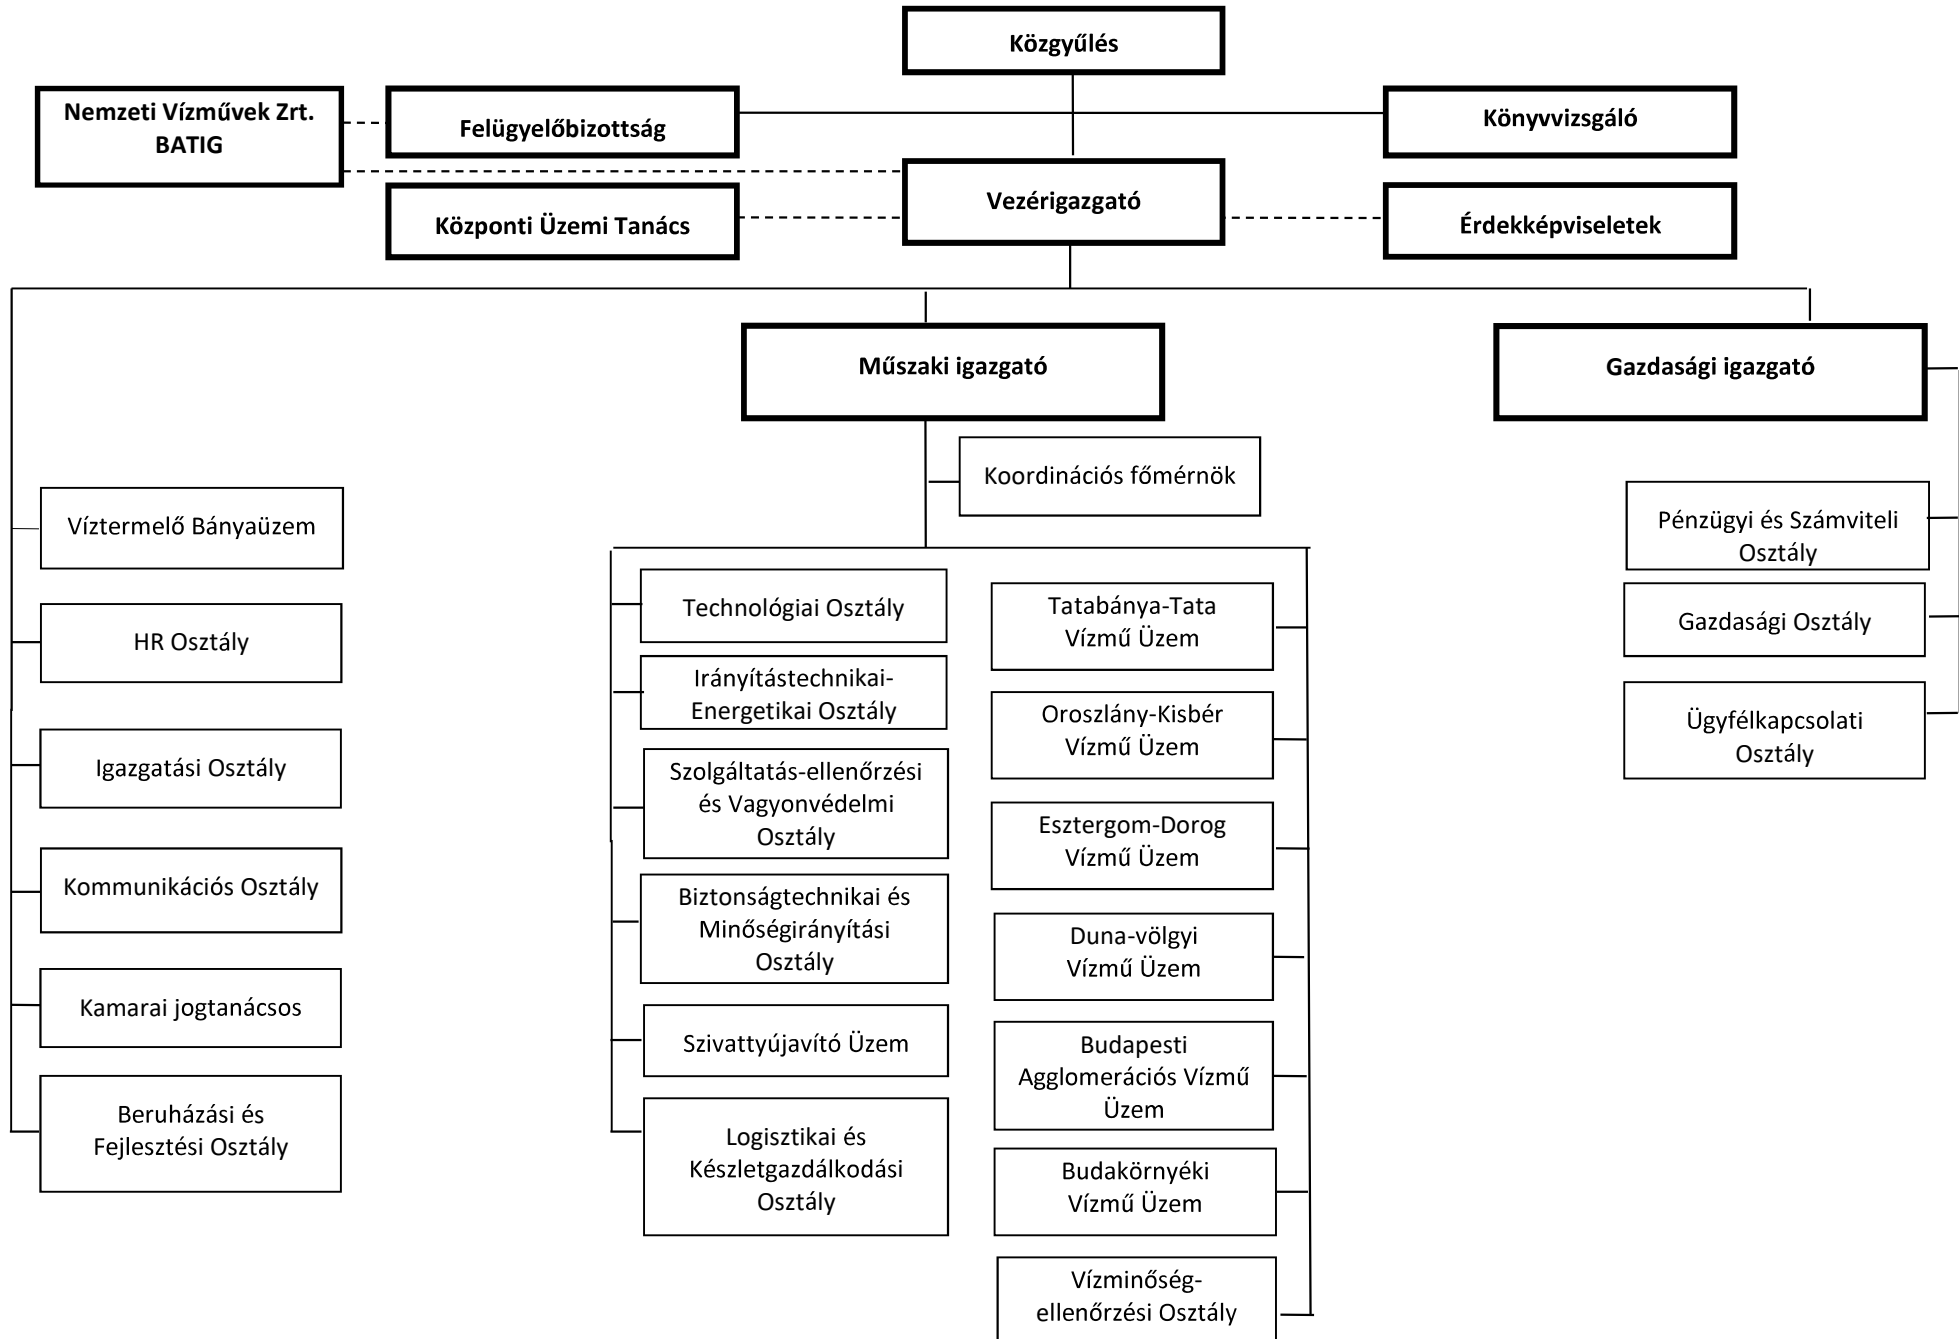 Közgyűlés
Nemzeti Vízművek Zrt.
BATIG
Felügyelőbizottság
Könyvvizsgáló
Vezérigazgató
Központi Üzemi Tanács
Érdekképviseletek
Műszaki igazgató
Gazdasági igazgató
Koordinációs főmérnök
Víztermelő Bányaüzem
HR Osztály
Igazgatási Osztály
Kommunikációs Osztály
Kamarai jogtanácsos
Beruházási és
Fejlesztési Osztály
Technológiai Osztály
Irányítástechnikai-
Energetikai Osztály
Szolgáltatás-ellenőrzési
és Vagyonvédelmi
Osztály
Biztonságtechnikai és
Minőségirányítási
Osztály
Szivattyújavító Üzem
Logisztikai és
Készletgazdálkodási
Osztály
Tatabánya-Tata
Vízmű Üzem
Oroszlány-Kisbér
Vízmű Üzem
Esztergom-Dorog
Vízmű Üzem
Duna-völgyi
Vízmű Üzem
Budapesti
Agglomerációs Vízmű
Üzem
Budakörnyéki
Vízmű Üzem
Vízminőség-
ellenőrzési Osztály
Pénzügyi és Számviteli
Osztály
Gazdasági Osztály
Ügyfélkapcsolati
Osztály